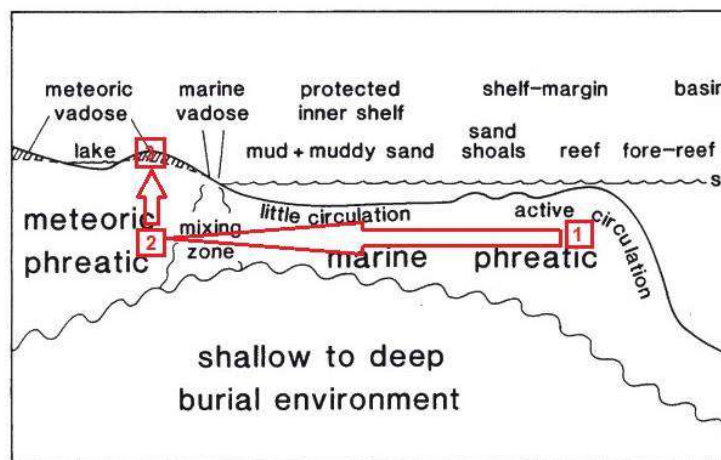 meteoric
vadose
marine
vadose
protected
inner shelf
shelf-margin
basin
lake
mud + muddy sand
sand
shoals
reef
fore-reef
s
meteoric
phreatic
2
mixing
zone
little circulation
active
circulation
1
marine
phreatic
shallow to deep
burial environment